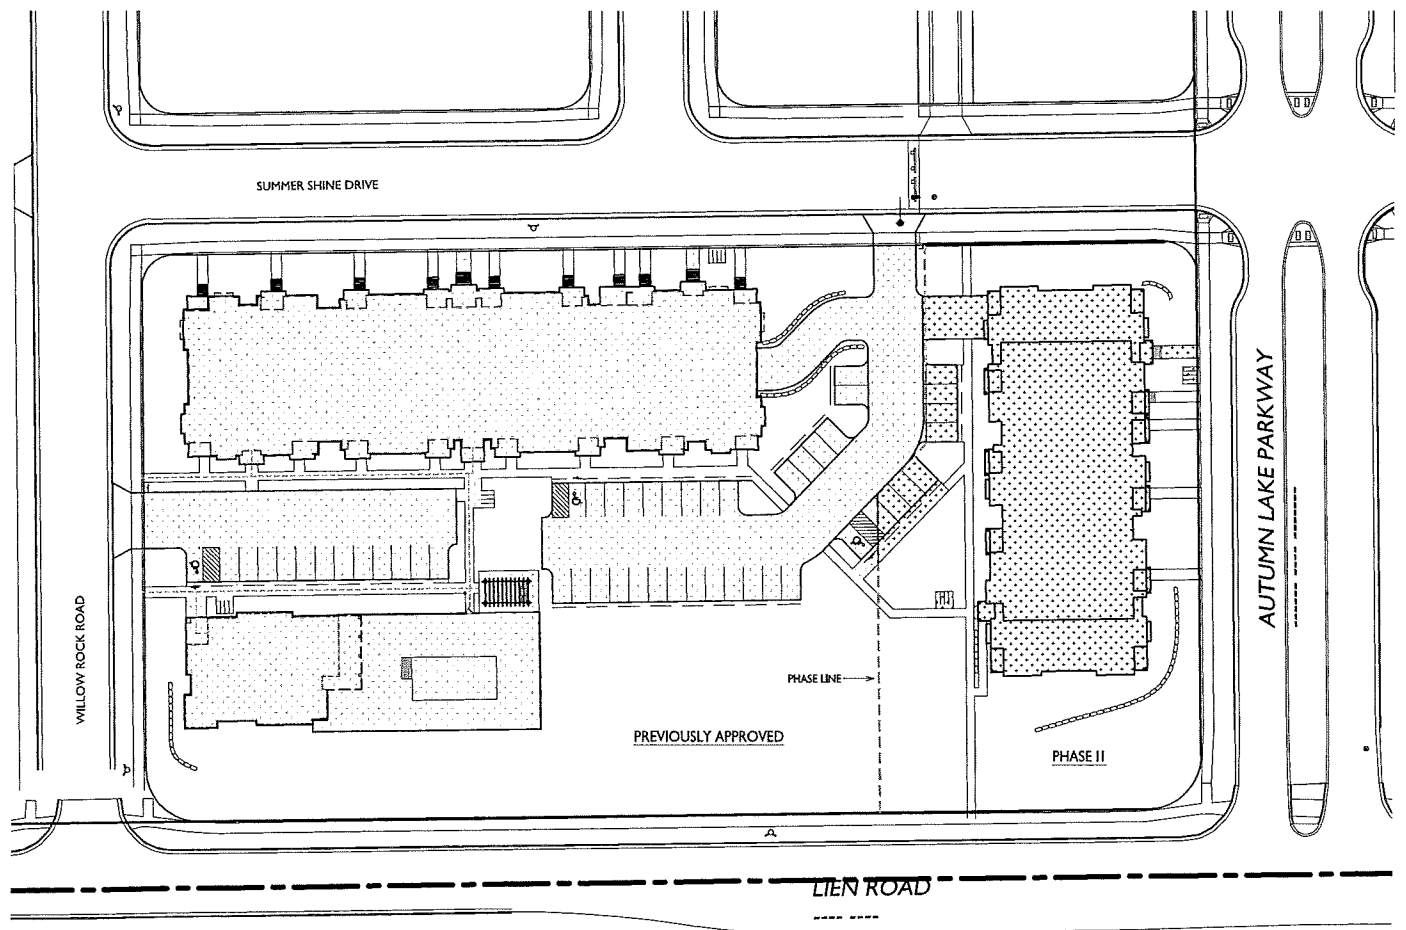 SUMMER SHINE DRIVE
AUTUMN LAKE PARKWAY
WILLOW ROCK ROAD
PHASE LINE
PREVIOUSLY APPROVED
PHASE II
LIEN ROAD